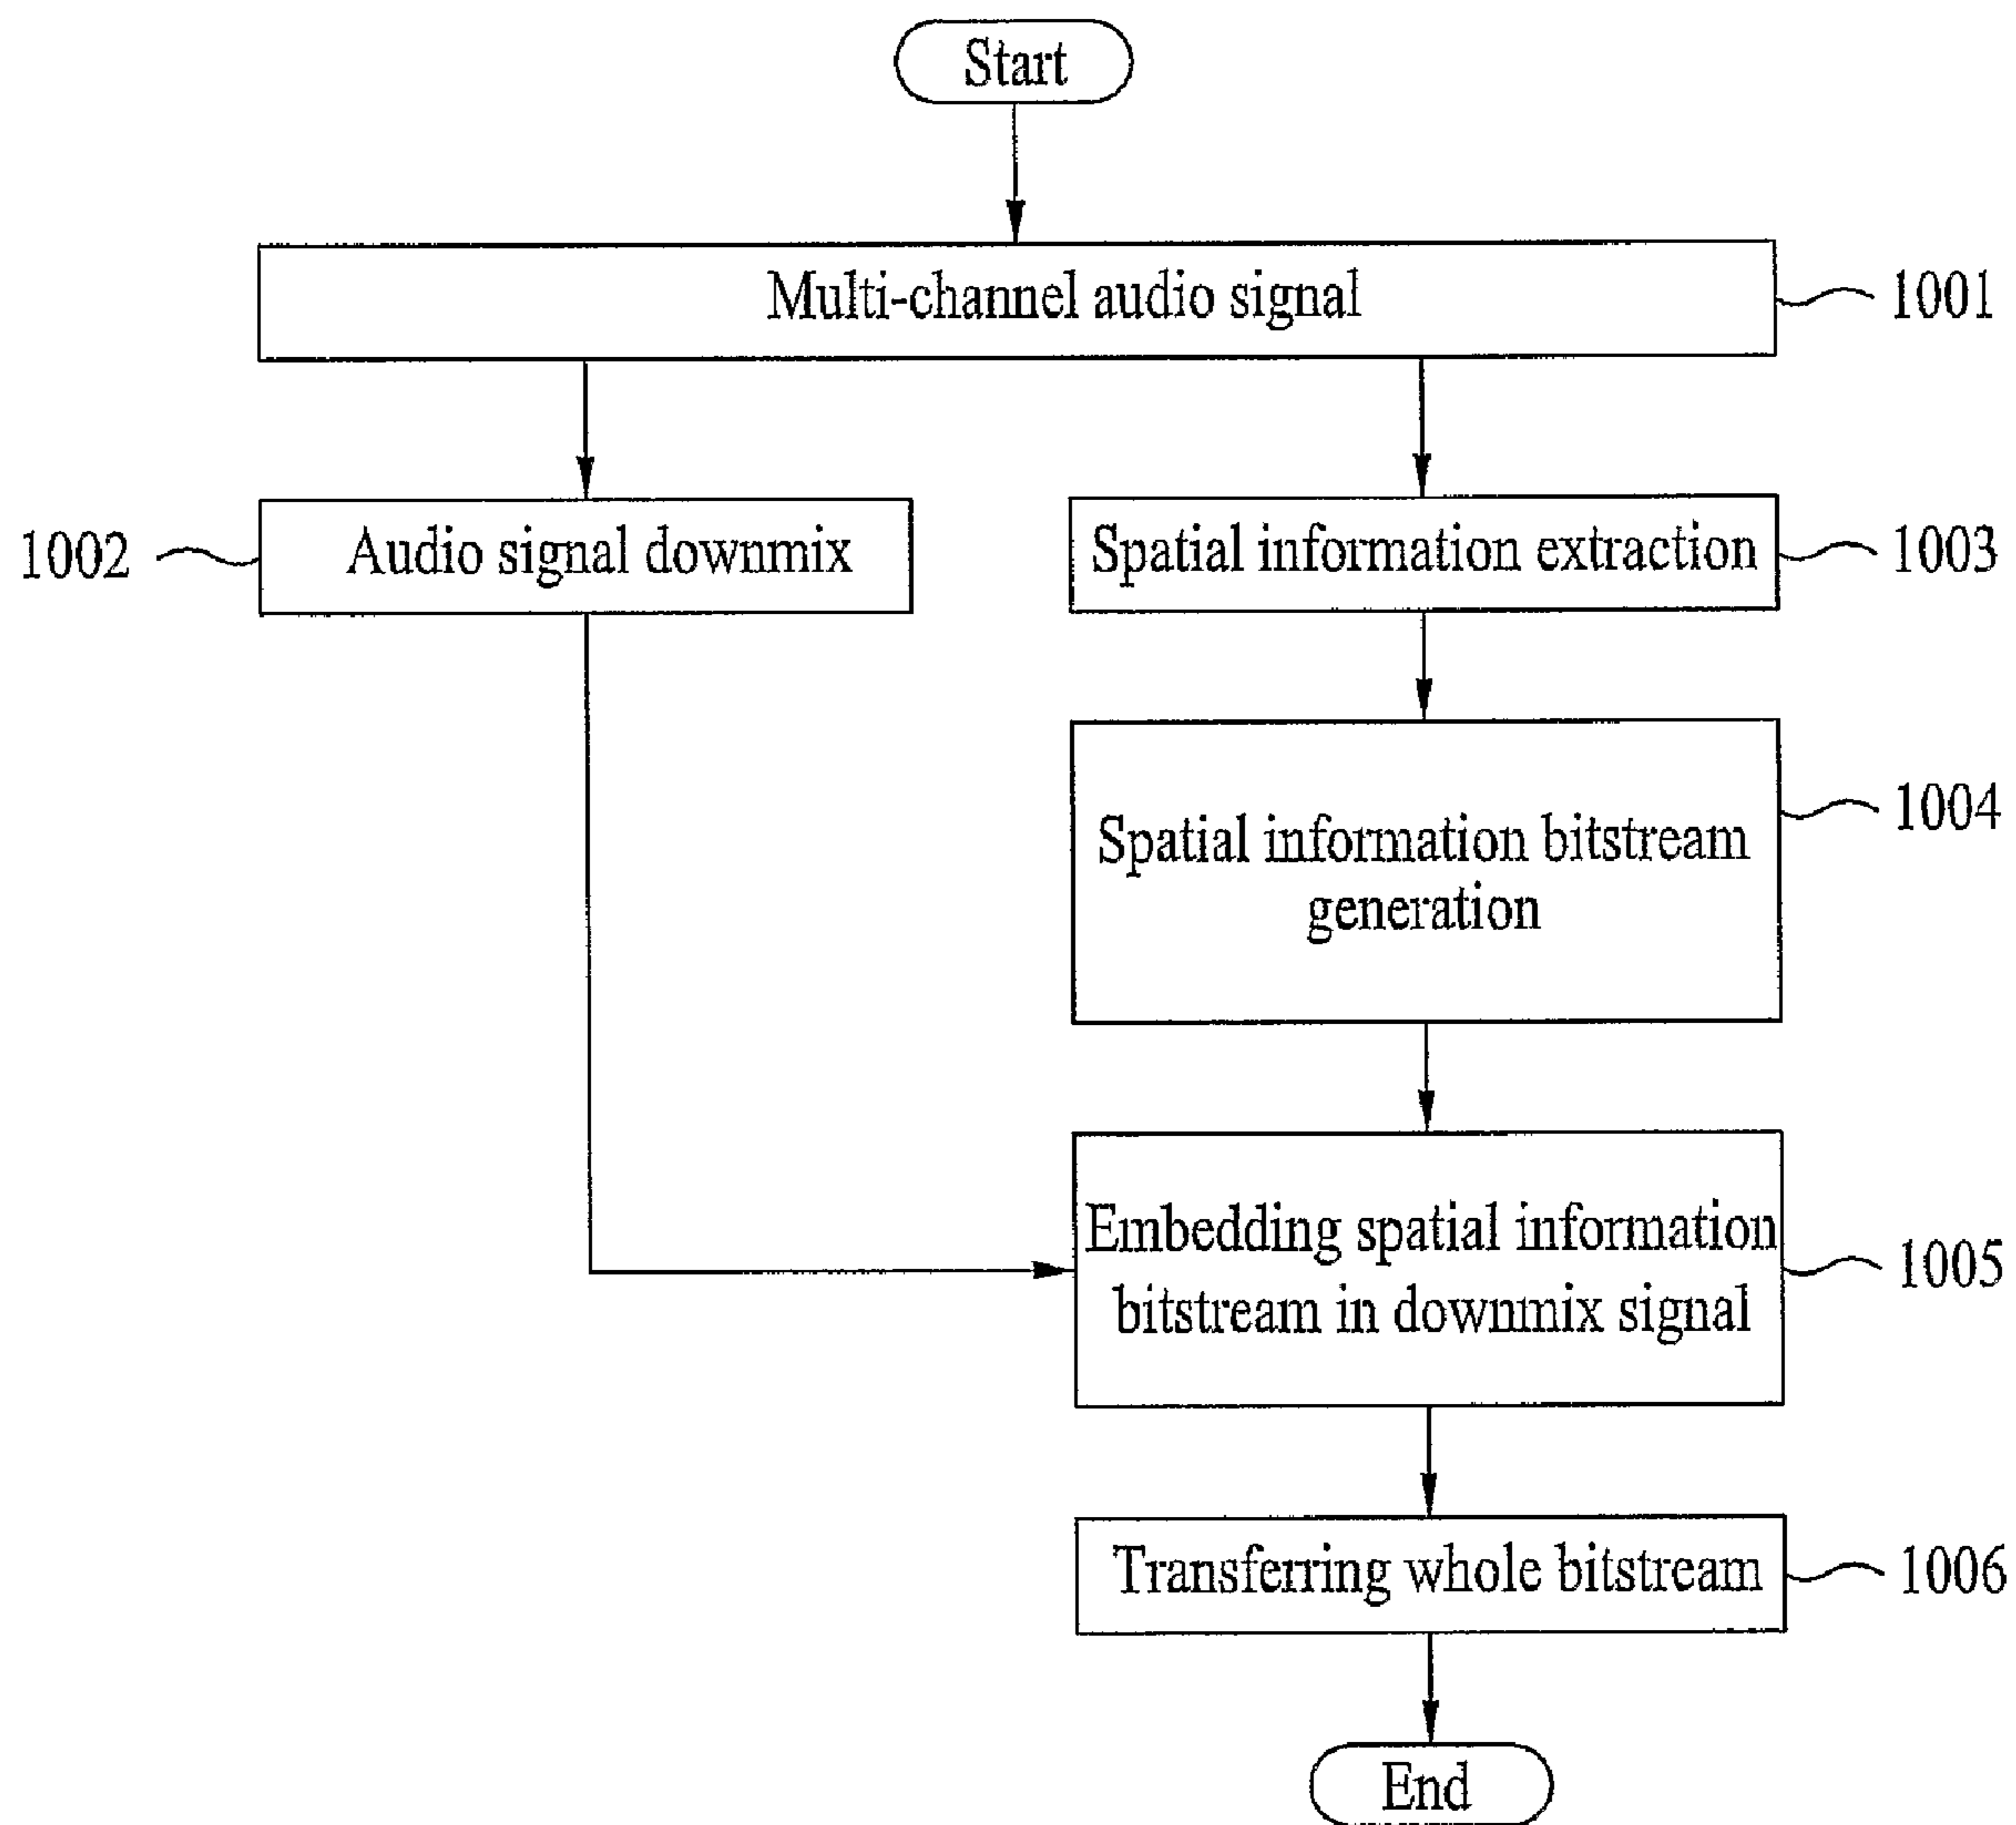 Start
Multi-channel audio signal
1001
1002
Audio signal downmix
Spatial information extraction
1003
Spatial information bitstream
generation
1004
Embedding spatial information
bitstream in downmix signal
1005
Transferring whole bitstream
1006
End